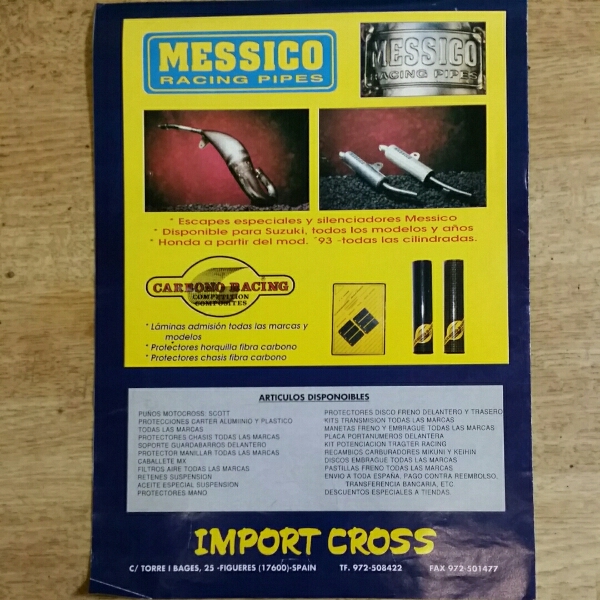 MESSICO
RACING PIPES
MESSICO
RACING PIPES
* Escapes especiales y silenciadores Messico
* Disponible para Suzuki, todos los modelos y años
* Honda a partir del mod. '93 -todas las cilindradas.
CARBONO RACING
COMPETITION
COMPOSITES
* Láminas admisión todas las marcas y
modelos
* Protectores horquilla fibra carbono
* Protectores chasis fibra carbono
ARTICULOS DISPONOIBLES
PUÑOS MOTOCROSS: SCOTT
PROTECCIONES CARTER ALUMINIO Y PLASTICO
TODAS LAS MARCAS
PROTECTORES CHASIS TODAS LAS MARCAS
SOPORTE GUARDABARROS DELANTERO
PROTECTOR MANILLAR TODAS LAS MARCAS
CABALLETE MX
FILTROS AIRE TODAS LAS MARCAS
RETENES SUSPENSION
ACEITE ESPECIAL SUSPENSION
PROTECTORES MANO
PROTECTORES DISCO FRENO DELANTERO Y TRASERO
KITS TRANSMISION TODAS LAS MARCAS
MANETAS FRENO Y EMBRAGUE TODAS LAS MARCAS
PLACA PORTANUMEROS DELANTERA
KIT POTENCIACION TRAGTER RACING
RECAMBIOS CARBURADORES MIKUNI Y KEIHIN
DISCOS EMBRAGUE TODAS LAS MARCAS
PASTILLAS FRENO TODAS LAS MARCAS
ENVIO A TODA ESPAÑA, PAGO CONTRA REEMBOLSO,
TRANSFERENCIA BANCARIA, ETC
DESCUENTOS ESPECIALES A TIENDAS.
IMPORT CROSS
C/ TORRE I BAGES, 25 -FIGUERES (17600)-SPAIN TF. 972-508422 FAX 972-501477